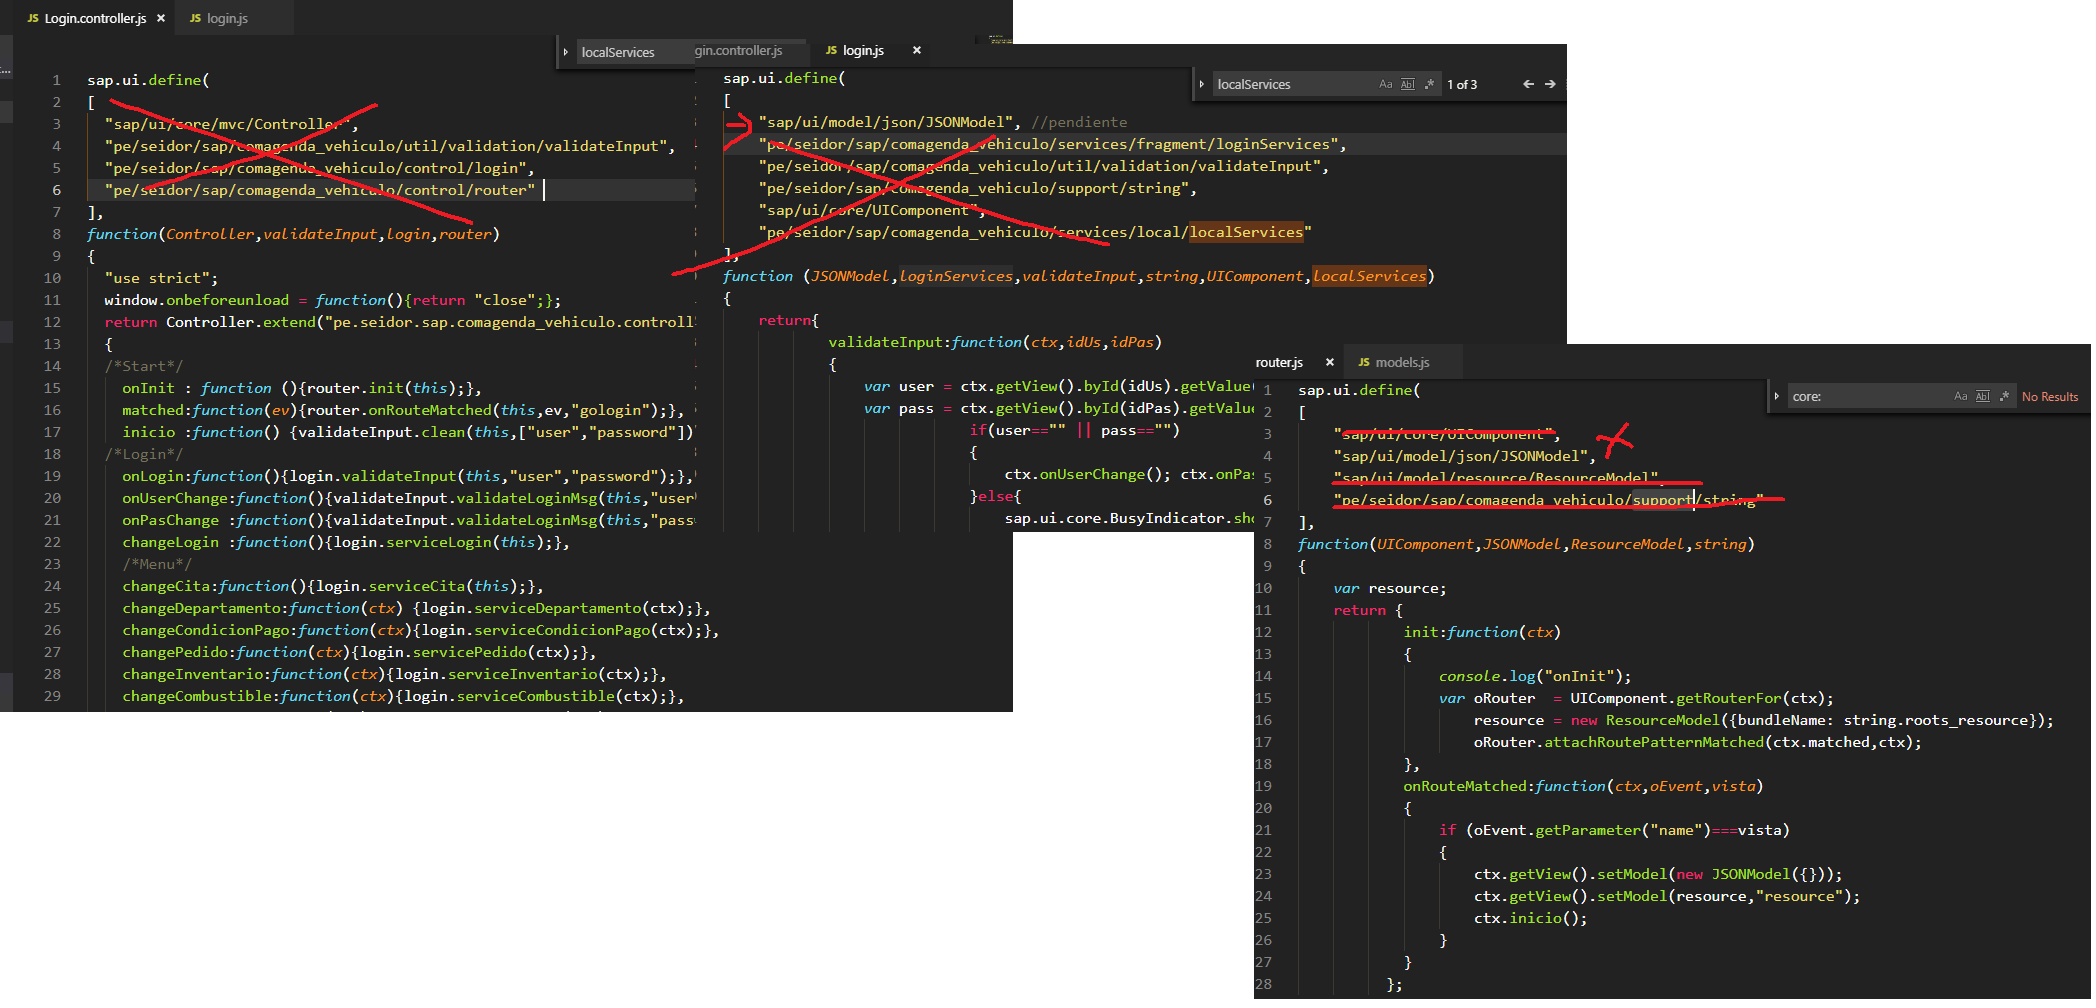 JS Login.controller.js ×
JS login.js
localServices
1 sap.ui.define(
2 [
3 "sap/ui/core/mvc/Controller",
4 "pe/seidor/sap/comagenda_vehiculo/util/validation/validateInput",
5 "pe/seidor/sap/comagenda_vehiculo/control/login",
6 "pe/seidor/sap/comagenda_vehiculo/control/router"
7 ],
8 function(Controller,validateInput,login,router)
9 {
10 "use strict";
11 window.onbeforeunload = function(){return "close";};
12 return Controller.extend("pe.seidor.sap.comagenda_vehiculo.controll
13 {
14 /*Start*/
15 onInit : function (){router.init(this);},
16 matched:function(ev){router.onRouteMatched(this,ev,"gologin");},
17 inicio :function() {validateInput.clean(this,["user","password"])
18 /*Login*/
19 onLogin:function(){login.validateInput(this,"user","password");},
20 onUserChange:function(){validateInput.validateLoginMsg(this,"user
21 onPasChange :function(){validateInput.validateLoginMsg(this,"pass
22 changeLogin :function(){login.serviceLogin(this);},
23 /*Menu*/
24 changeCita:function(){login.serviceCita(this);},
25 changeDepartamento:function(ctx) {login.serviceDepartamento(ctx);},
26 changeCondicionPago:function(ctx){login.serviceCondicionPago(ctx);},
27 changePedido:function(ctx){login.servicePedido(ctx);},
28 changeInventario:function(ctx){login.serviceInventario(ctx);},
29 changeCombustible:function(ctx){login.serviceCombustible(ctx);},
gin.controller.js
JS login.js ×
localServices Aa Abl .* 1 of 3
sap.ui.define(
[
"sap/ui/model/json/JSONModel", //pendiente
"pe/seidor/sap/comagenda_vehiculo/services/fragment/loginServices",
"pe/seidor/sap/comagenda_vehiculo/util/validation/validateInput",
"pe/seidor/sap/comagenda_vehiculo/support/string",
"sap/ui/core/UIComponent",
"pe/seidor/sap/comagenda_vehiculo/services/local/localServices"
],
function (JSONModel,loginServices,validateInput,string,UIComponent,localServices)
{
return{
validateInput:function(ctx,idUs,idPas)
{
var user = ctx.getView().byId(idUs).getValue(
var pass = ctx.getView().byId(idPas).getValue
if(user=="" || pass=="")
{
ctx.onUserChange(); ctx.onPas
}else{
sap.ui.core.BusyIndicator.sho
router.js ×
JS models.js
core: Aa Abl .* No Results
1 sap.ui.define(
2 [
3 "sap/ui/core/UIComponent",
4 "sap/ui/model/json/JSONModel",
5 "sap/ui/model/resource/ResourceModel",
6 "pe/seidor/sap/comagenda_vehiculo/support/string"
7 ],
8 function(UIComponent,JSONModel,ResourceModel,string)
9 {
10 var resource;
11 return {
12 init:function(ctx)
13 {
14 console.log("onInit");
15 var oRouter = UIComponent.getRouterFor(ctx);
16 resource = new ResourceModel({bundleName: string.roots_resource});
17 oRouter.attachRoutePatternMatched(ctx.matched,ctx);
18 },
19 onRouteMatched:function(ctx,oEvent,vista)
20 {
21 if (oEvent.getParameter("name")===vista)
22 {
23 ctx.getView().setModel(new JSONModel({}));
24 ctx.getView().setModel(resource,"resource");
25 ctx.inicio();
26 }
27 }
28 };